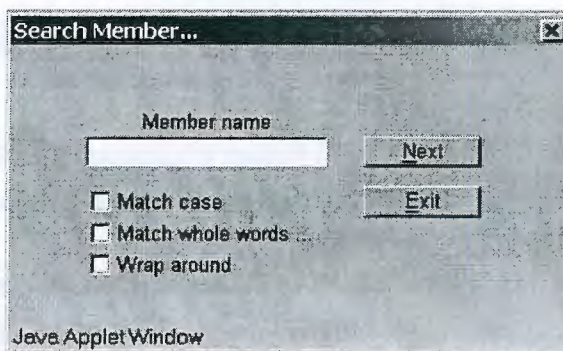 Search Member...
Member name
Next
Match case
Exit
Match whole words
Wrap around
Java Applet Window